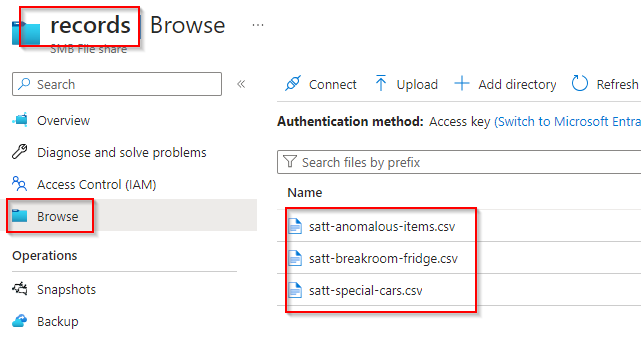 records | Browse ...
SMB File share
Search
«
Overview
Diagnose and solve problems
Access Control (IAM)
Browse
Operations
Snapshots
Backup
Connect Upload Add directory Refresh
Authentication method: Access key (Switch to Microsoft Entra
Search files by prefix
Name
satt-anomalous-items.csv
satt-breakroom-fridge.csv
satt-special-cars.csv